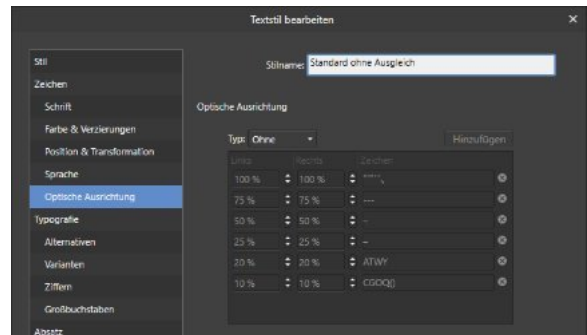 Textstil bearbeiten
Stil
Stilname: Standard ohne Ausgleich
Zeichen
Schrift
Optische Ausrichtung
Farbe & Verzierungen
Typ: Ohne
Hinzufügen
Position & Transformation
Links Rechts Zeichen
Sprache
100 % 100 %
Optische Ausrichtung
75 % 75 %
Typografie
50 % 50 %
Alternativen
25 % 25 %
Varianten
20 % 20 % ATWY
Ziffern
10 % 10 % CGOQ()
Großbuchstaben
Absatz